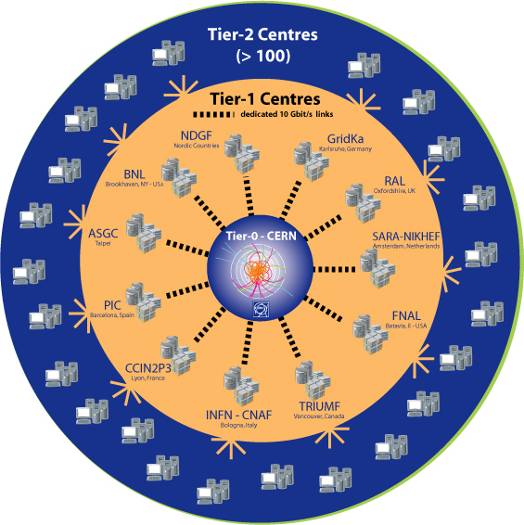 Tier-2 Centres
(> 100)
Tier-1 Centres
dedicated 10 Gbit/s links
NDGF
Nordic Countries
GridKa
Karlsruhe, Germany
BNL
Brookhaven, NY - USA
RAL
Oxfordshire, UK
ASGC
Taipei
Tier-0 - CERN
SARA-NIKHEF
Amsterdam, Netherlands
PIC
Barcelona, Spain
FNAL
Batavia, Il - USA
CCIN2P3
Lyon, France
TRIUMF
Vancouver, Canada
INFN - CNAF
Bologna, Italy